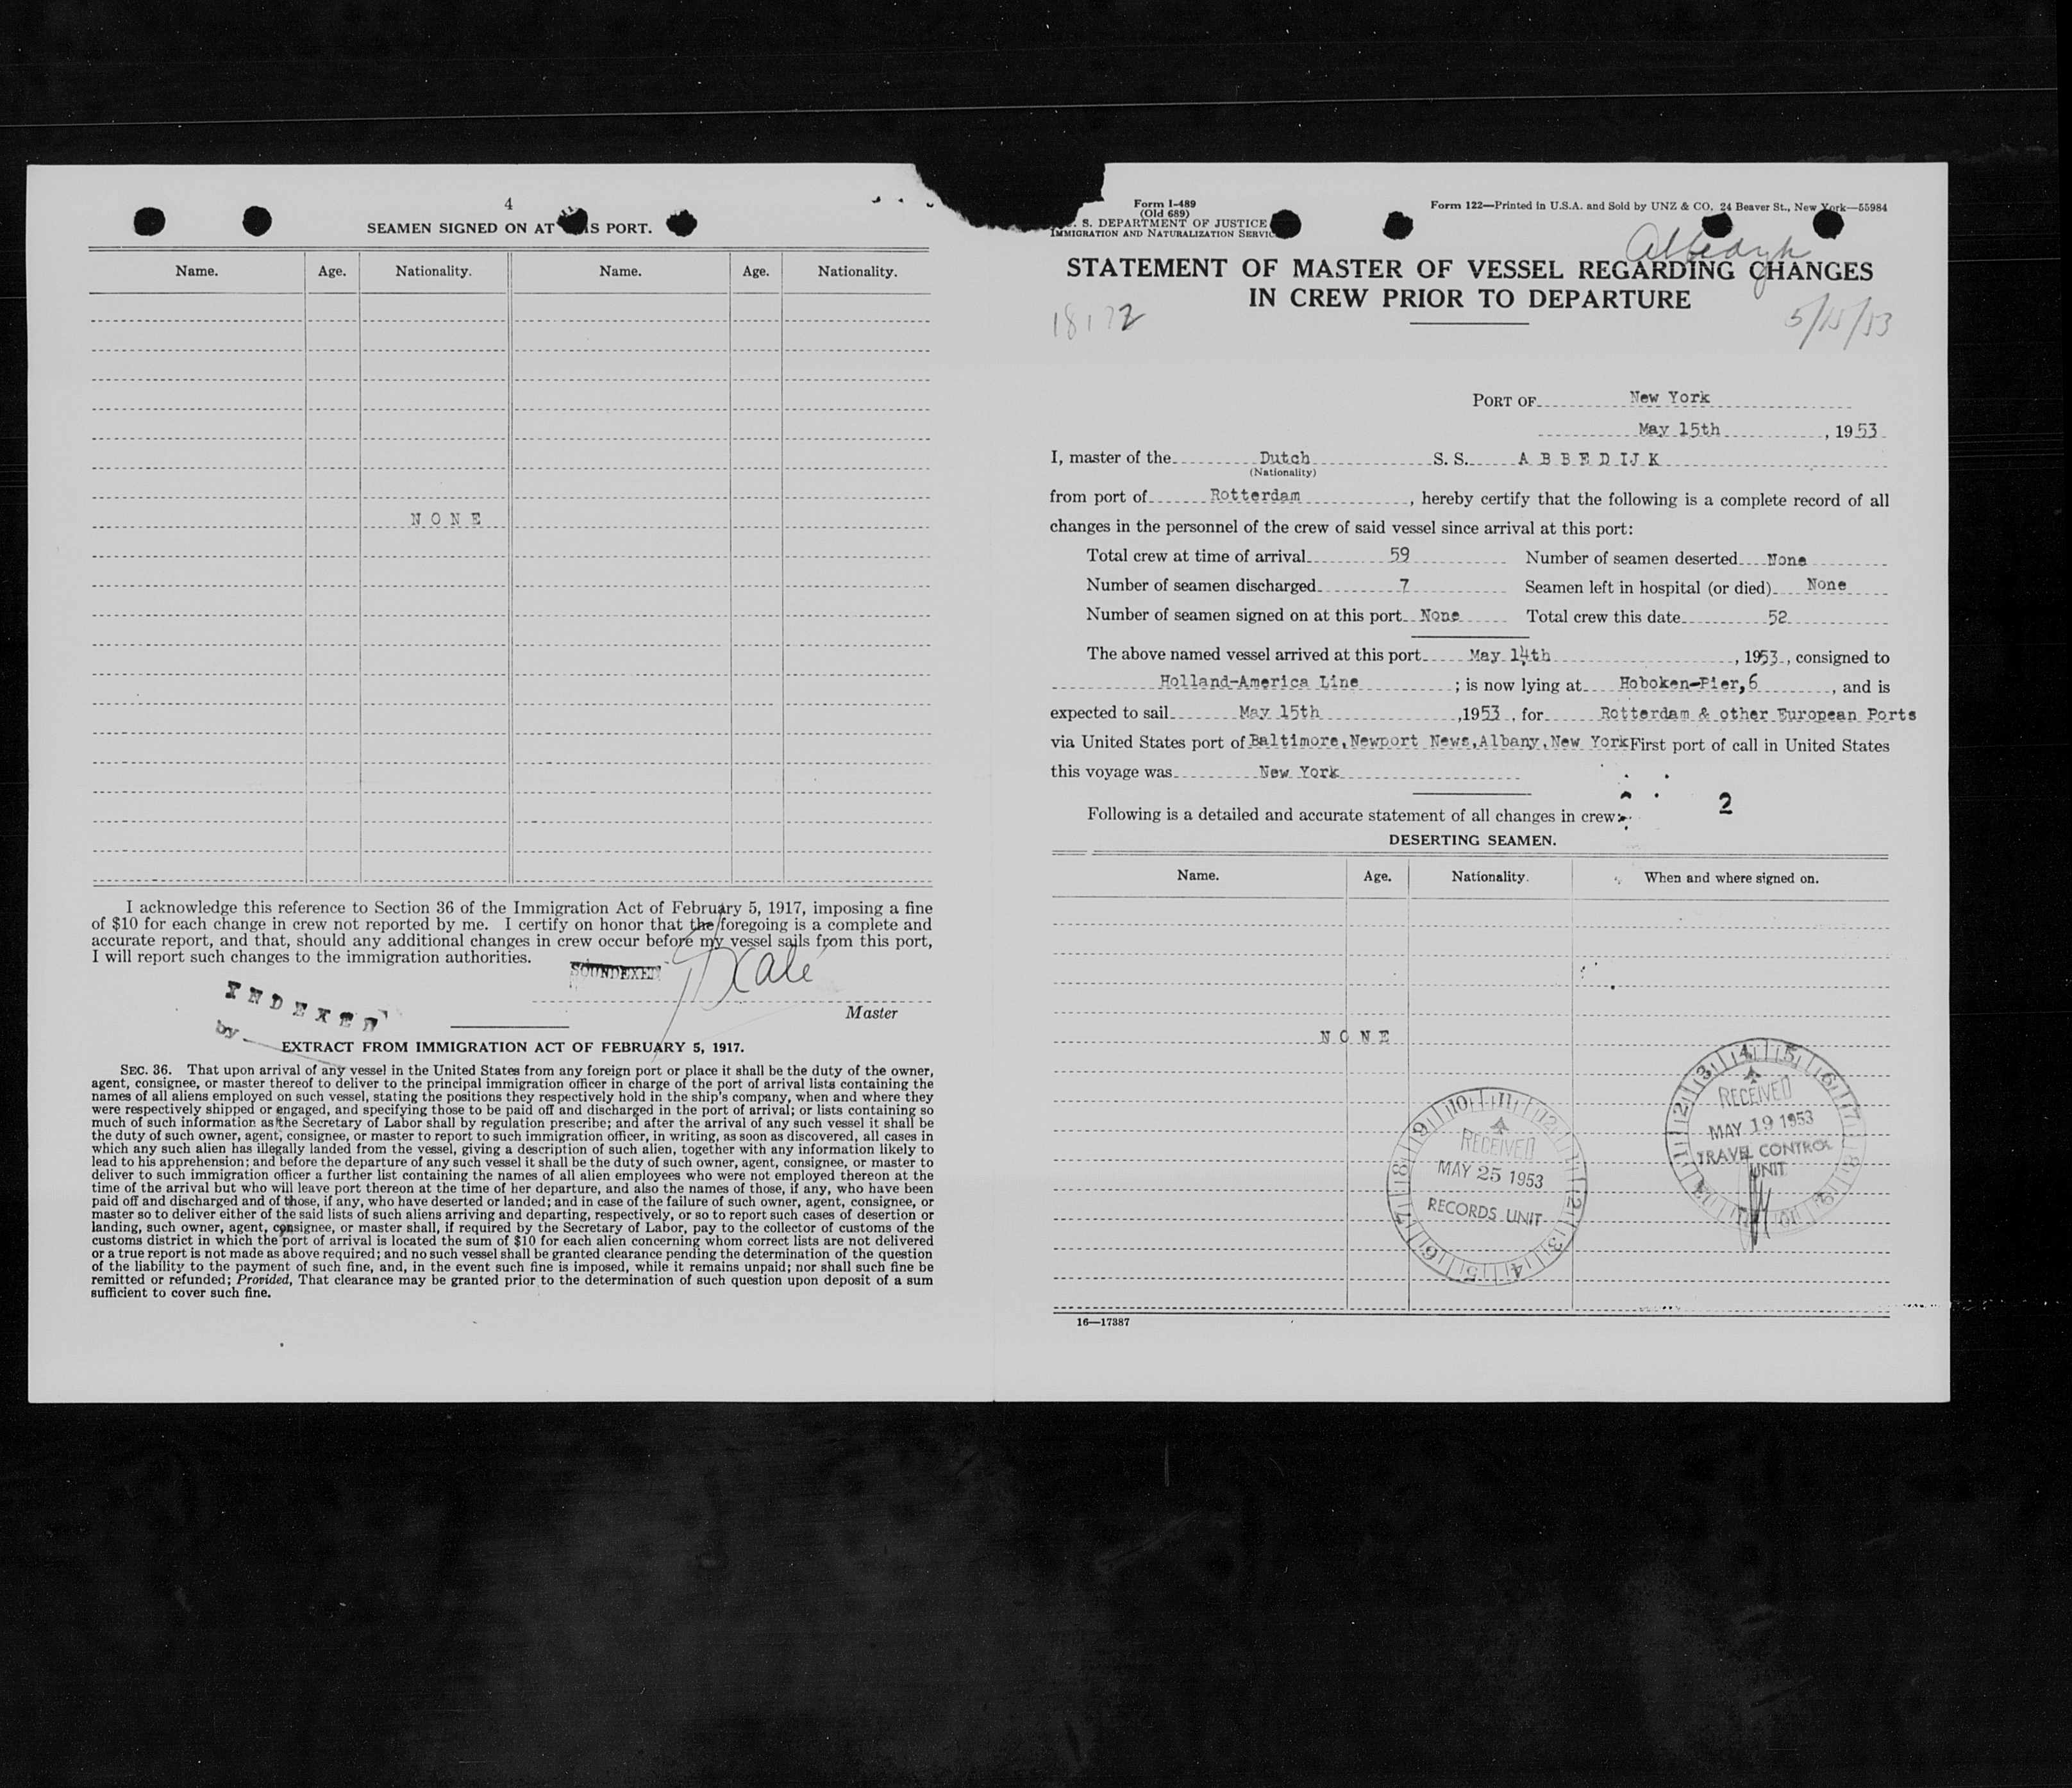 4
SEAMEN SIGNED ON AT THIS PORT.
Name. Age. Nationality. Name. Age. Nationality.
NONE
I acknowledge this reference to Section 36 of the Immigration Act of February 5, 1917, imposing a fine
of $10 for each change in crew not reported by me. I certify on honor that the foregoing is a complete and
accurate report, and that, should any additional changes in crew occur before my vessel sails from this port,
I will report such changes to the immigration authorities.
SOUNDEXED
Master
INDEXED
by
EXTRACT FROM IMMIGRATION ACT OF FEBRUARY 5, 1917.
SEC. 36. That upon arrival of any vessel in the United States from any foreign port or place it shall be the duty of the owner,
agent, consignee, or master thereof to deliver to the principal immigration officer in charge of the port of arrival lists containing the
names of all aliens employed on such vessel, stating the positions they respectively hold in the ship's company, when and where they
were respectively shipped or engaged, and specifying those to be paid off and discharged in the port of arrival; or lists containing so
much of such information as the Secretary of Labor shall by regulation prescribe; and after the arrival of any such vessel it shall be
the duty of such owner, agent, consignee, or master to report to such immigration officer, in writing, as soon as discovered, all cases in
which any such alien has illegally landed from the vessel, giving a description of such alien, together with any information likely to
lead to his apprehension; and before the departure of any such vessel it shall be the duty of such owner, agent, consignee, or master to
deliver to such immigration officer a further list containing the names of all alien employees who were not employed thereon at the
time of the arrival but who will leave port thereon at the time of her departure, and also the names of those, if any, who have been
paid off and discharged and of those, if any, who have deserted or landed; and in case of the failure of such owner, agent, consignee, or
master so to deliver either of the said lists of such aliens arriving and departing, respectively, or so to report such cases of desertion or
landing, such owner, agent, consignee, or master shall, if required by the Secretary of Labor, pay to the collector of customs of the
customs district in which the port of arrival is located the sum of $10 for each alien concerning whom correct lists are not delivered
or a true report is not made as above required; and no such vessel shall be granted clearance pending the determination of the question
of the liability to the payment of such fine, and, in the event such fine is imposed, while it remains unpaid; nor shall such fine be
remitted or refunded; Provided, That clearance may be granted prior to the determination of such question upon deposit of a sum
sufficient to cover such fine.
Form I-489
(Old 689)
S. DEPARTMENT OF JUSTICE
IMMIGRATION AND NATURALIZATION SERVIC
Form 122—Printed in U.S.A. and Sold by UNZ & CO. 24 Beaver St., New York—55984
STATEMENT OF MASTER OF VESSEL REGARDING CHANGES
IN CREW PRIOR TO DEPARTURE
18172
5/15/53
PORT OF New York
May 15th, 1953
I, master of the Dutch S. S. ABBEDIJK
(Nationality)
from port of Rotterdam, hereby certify that the following is a complete record of all
changes in the personnel of the crew of said vessel since arrival at this port:
Total crew at time of arrival 59 Number of seamen deserted None
Number of seamen discharged 7 Seamen left in hospital (or died) None
Number of seamen signed on at this port None Total crew this date 52
The above named vessel arrived at this port May 14th, 1953, consigned to
Holland-America Line; is now lying at Hoboken-Pier,6, and is
expected to sail May 15th, 1953, for Rotterdam & other European Ports
via United States port of Baltimore, Newport News, Albany, New York First port of call in United States
this voyage was New York
2
Following is a detailed and accurate statement of all changes in crew:
DESERTING SEAMEN.
Name. Age. Nationality. When and where signed on.
NONE
RECEIVED
MAY 19 1953
TRAVEL CONTROL
UNIT
RECEIVED
MAY 25 1953
RECORDS UNIT
16—17387